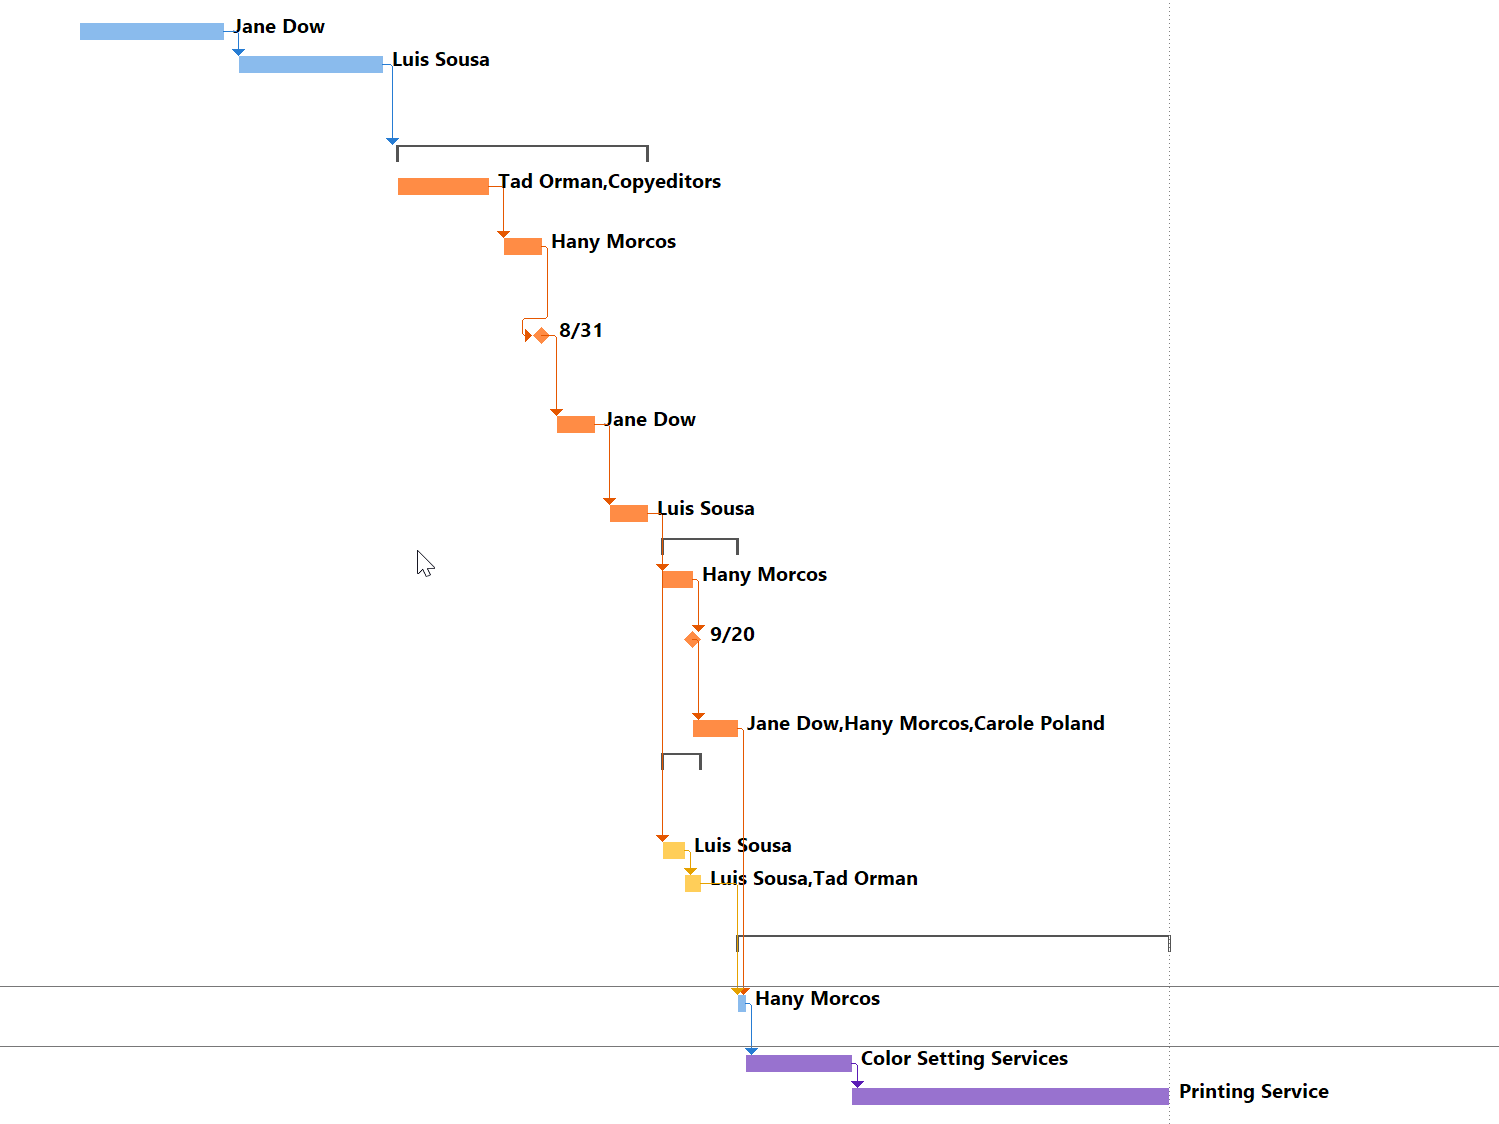 Jane Dow
Luis Sousa
Tad Orman,Copyeditors
Hany Morcos
8/31
Jane Dow
Luis Sousa
Hany Morcos
9/20
Jane Dow,Hany Morcos,Carole Poland
Luis Sousa
Luis Sousa,Tad Orman
Hany Morcos
Color Setting Services
Printing Service